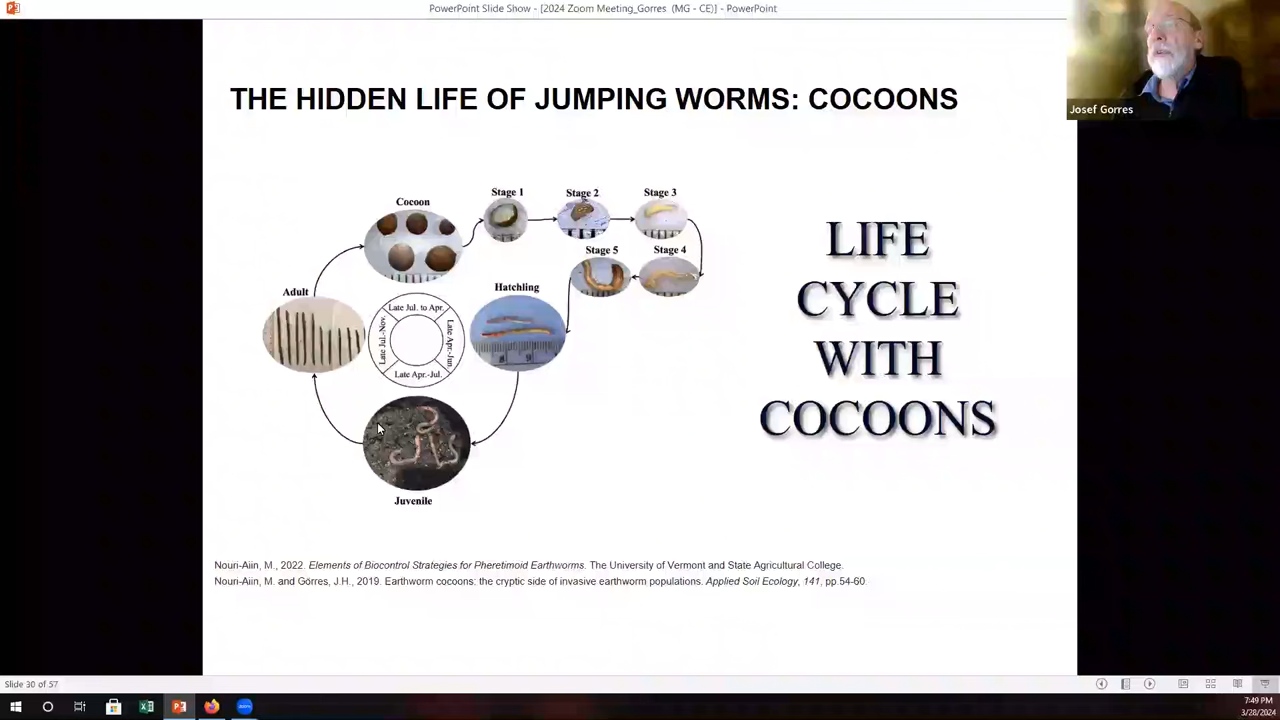 PowerPoint Slide Show - [2024 Zoom Meeting_Gorres (MG - CE)] - PowerPoint
Josef Gorres
THE HIDDEN LIFE OF JUMPING WORMS: COCOONS
Cocoon
Stage 1
Stage 2
Stage 3
Stage 5
Stage 4
Adult
Hatchling
Late Jul. to Apr.
Late Jul.-Nov.
Late Apr.-Jun.
Late Apr.-Jul.
Juvenile
LIFE
CYCLE
WITH
COCOONS
Nouri-Aiin, M., 2022. Elements of Biocontrol Strategies for Pheretimoid Earthworms. The University of Vermont and State Agricultural College.
Nouri-Aiin, M. and Görres, J.H., 2019. Earthworm cocoons: the cryptic side of invasive earthworm populations. Applied Soil Ecology, 141, pp.54-60.
Slide 30 of 57
7:49 PM
3/28/2024